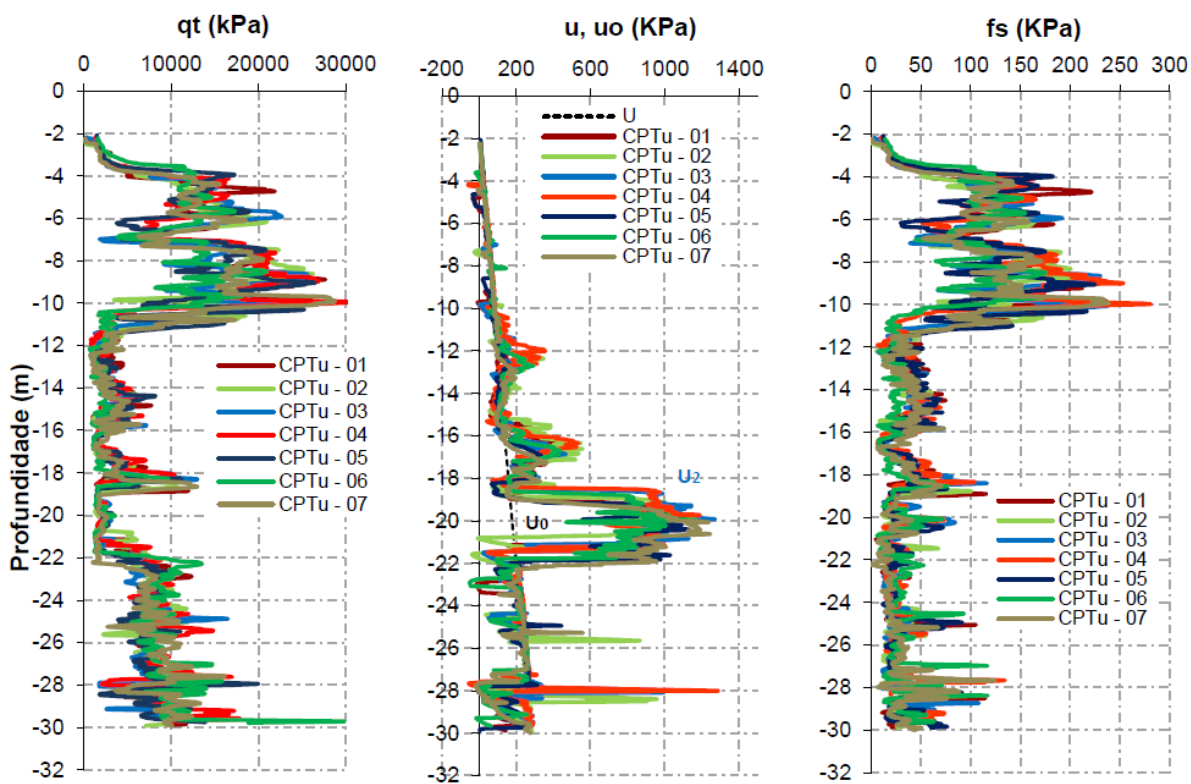 qt (kPa)
0 10000 20000 30000
0
-2
-4
-6
-8
-10
-12
-14
-16
-18
-20
-22
-24
-26
-28
-30
-32
Profundidade (m)
CPTu - 01
CPTu - 02
CPTu - 03
CPTu - 04
CPTu - 05
CPTu - 06
CPTu - 07
u, uo (KPa)
-200 200 600 1000 1400
0
-2
-4
-6
-8
-10
-12
-14
-16
-18
-20
-22
-24
-26
-28
-30
-32
U
CPTu - 01
CPTu - 02
CPTu - 03
CPTu - 04
CPTu - 05
CPTu - 06
CPTu - 07
U2
U0
fs (KPa)
0 50 100 150 200 250 300
0
-2
-4
-6
-8
-10
-12
-14
-16
-18
-20
-22
-24
-26
-28
-30
-32
CPTu - 01
CPTu - 02
CPTu - 03
CPTu - 04
CPTu - 05
CPTu - 06
CPTu - 07